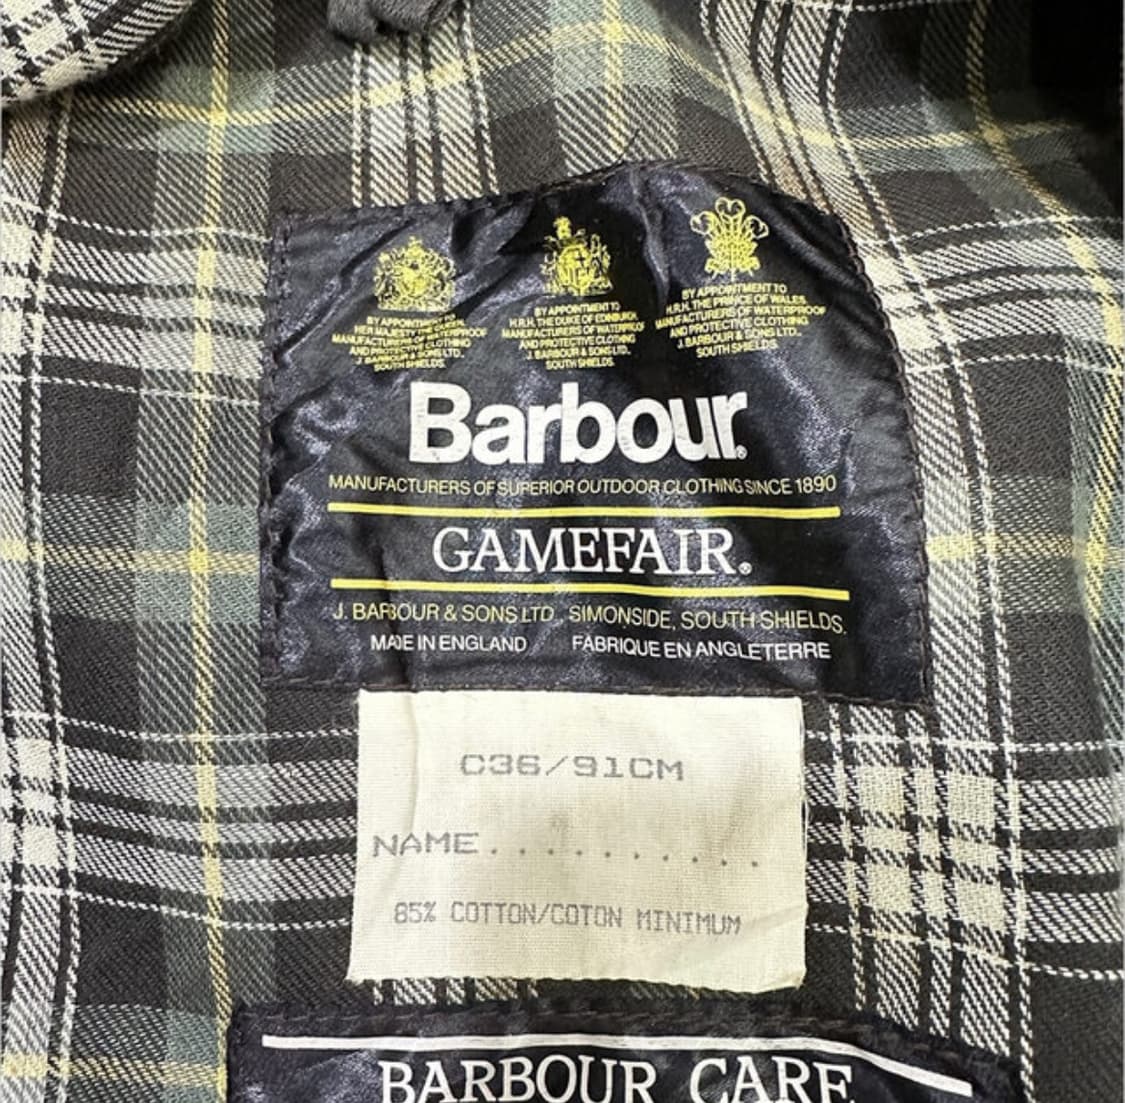 BY APPOINTMENT TO
HER MAJESTY THE QUEEN
MANUFACTURERS OF WATERPROOF
AND PROTECTIVE CLOTHING
J. BARBOUR & SONS LTD.,
SOUTH SHIELDS.
BY APPOINTMENT TO
H.R.H. THE DUKE OF EDINBURGH
MANUFACTURERS OF WATERPROOF
AND PROTECTIVE CLOTHING
J. BARBOUR & SONS LTD.,
SOUTH SHIELDS.
BY APPOINTMENT TO
H.R.H. THE PRINCE OF WALES
MANUFACTURERS OF WATERPROOF
AND PROTECTIVE CLOTHING
J. BARBOUR & SONS LTD.,
SOUTH SHIELDS.
Barbour®
MANUFACTURERS OF SUPERIOR OUTDOOR CLOTHING SINCE 1890
GAMEFAIR®
J. BARBOUR & SONS LTD. SIMONSIDE, SOUTH SHIELDS.
MADE IN ENGLAND FABRIQUE EN ANGLETERRE
C36/91CM
NAME...........
85% COTTON/COTON MINIMUM
BARBOUR CARE